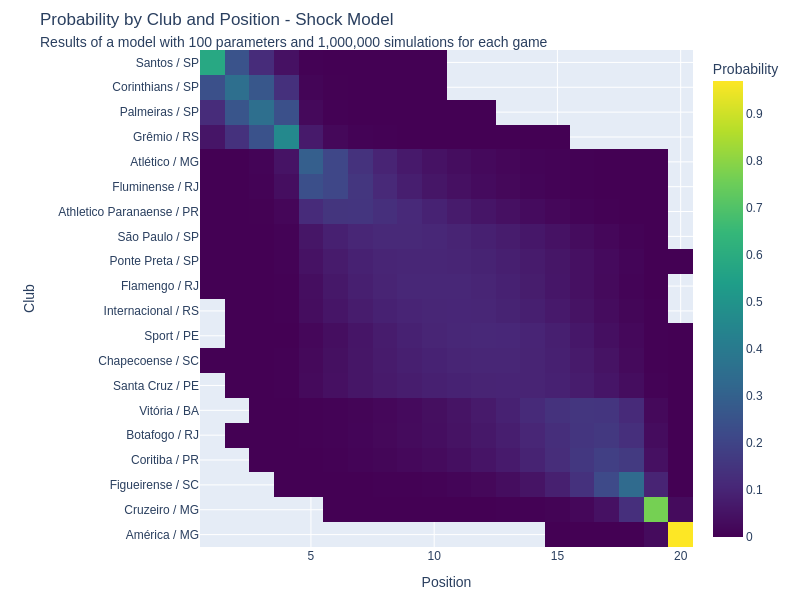 Probability by Club and Position - Shock Model
Results of a model with 100 parameters and 1,000,000 simulations for each game
Probability
Santos / SP
Corinthians / SP
Palmeiras / SP
Grêmio / RS
Atlético / MG
Fluminense / RJ
Athletico Paranaense / PR
São Paulo / SP
Ponte Preta / SP
Flamengo / RJ
Internacional / RS
Sport / PE
Chapecoense / SC
Santa Cruz / PE
Vitória / BA
Botafogo / RJ
Coritiba / PR
Figueirense / SC
Cruzeiro / MG
América / MG
Club
5
10
15
20
Position
0.9
0.8
0.7
0.6
0.5
0.4
0.3
0.2
0.1
0